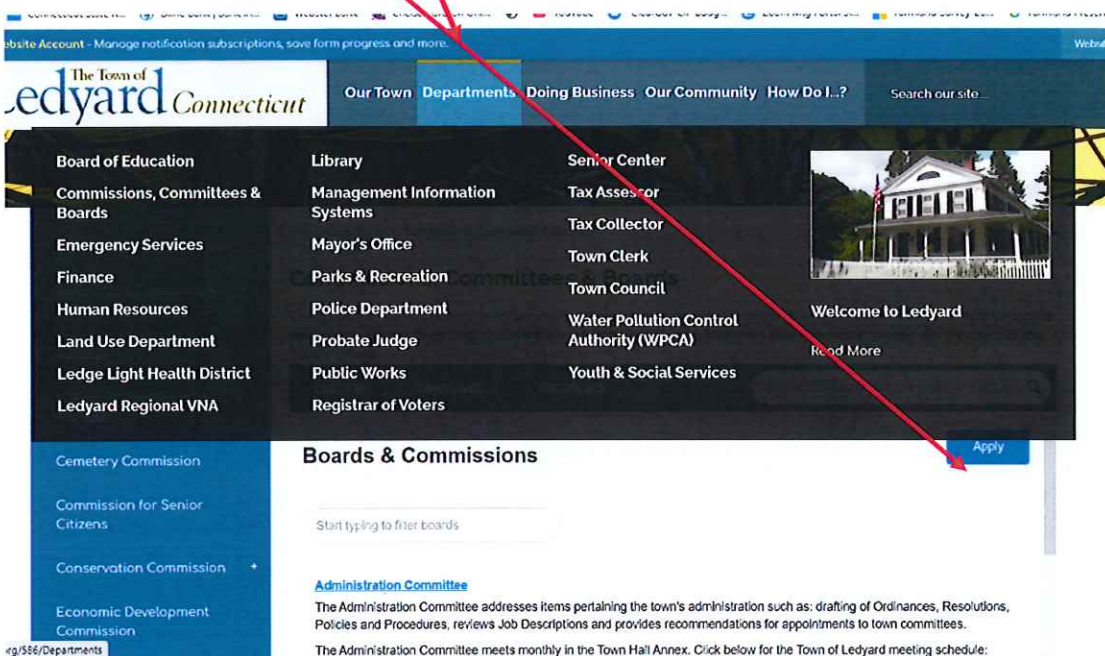 Account - Manage notification subscriptions, save form progress and more.
The Town of
Ledyard Connecticut
Our Town Departments Doing Business Our Community How Do I...? Search our site...
Board of Education
Commissions, Committees &
Boards
Emergency Services
Finance
Human Resources
Land Use Department
Ledge Light Health District
Ledyard Regional VNA
Library
Management Information
Systems
Mayor's Office
Parks & Recreation
Police Department
Probate Judge
Public Works
Registrar of Voters
Senior Center
Tax Assessor
Tax Collector
Town Clerk
Town Council
Water Pollution Control
Authority (WPCA)
Youth & Social Services
Welcome to Ledyard
Read More
Cemetery Commission
Commission for Senior
Citizens
Conservation Commission +
Economic Development
Commission
rg/586/Departments
Boards & Commissions
Apply
Start typing to filter boards
Administration Committee
The Administration Committee addresses items pertaining the town's administration such as: drafting of Ordinances, Resolutions,
Policies and Procedures, reviews Job Descriptions and provides recommendations for appointments to town committees.
The Administration Committee meets monthly in the Town Hall Annex. Click below for the Town of Ledyard meeting schedule: